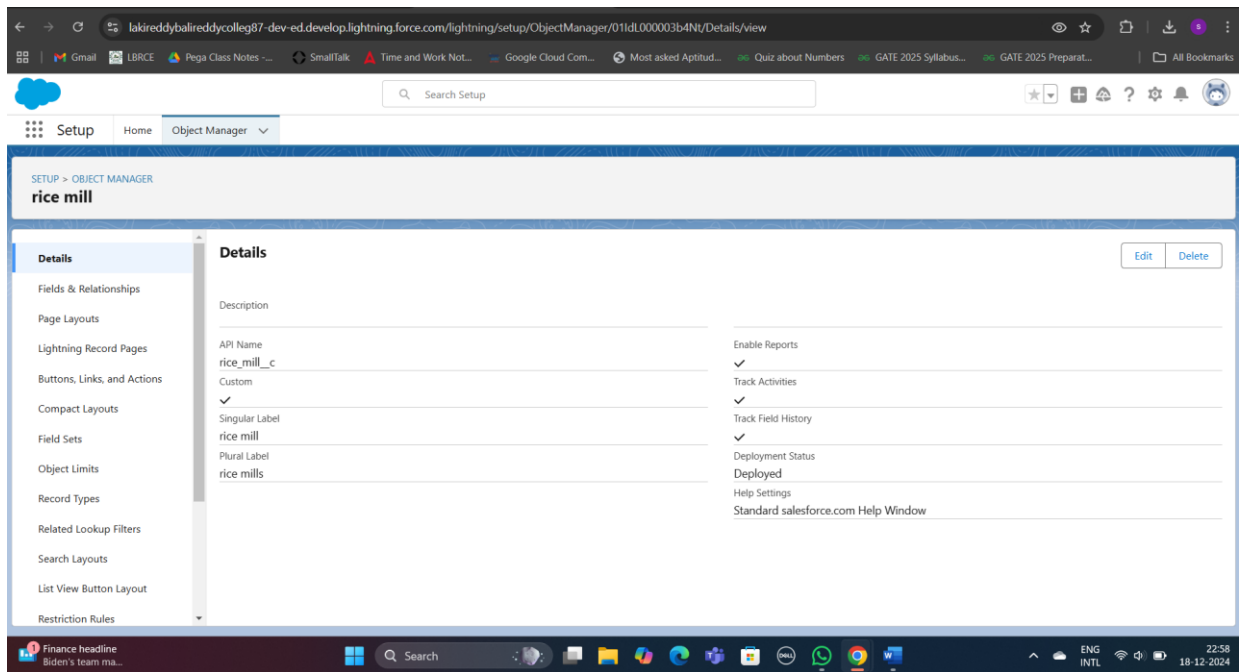 lakireddybalireddycolleg87-dev-ed.develop.lightning.force.com/lightning/setup/ObjectManager/01IdL000003b4Nt/Details/view
S
Gmail LBRCE Pega Class Notes -... SmallTalk Time and Work Not... Google Cloud Com... Most asked Aptitud... Quiz about Numbers GATE 2025 Syllabus... GATE 2025 Preparat... All Bookmarks
Search Setup
Setup Home Object Manager
SETUP > OBJECT MANAGER
rice mill
Details
Fields & Relationships
Page Layouts
Lightning Record Pages
Buttons, Links, and Actions
Compact Layouts
Field Sets
Object Limits
Record Types
Related Lookup Filters
Search Layouts
List View Button Layout
Restriction Rules
Details
Edit Delete
Description
API Name
rice_mill__c
Custom
Singular Label
rice mill
Plural Label
rice mills
Enable Reports
Track Activities
Track Field History
Deployment Status
Deployed
Help Settings
Standard salesforce.com Help Window
1
Finance headline
Biden's team ma...
Search
ENG
INTL
22:58
18-12-2024